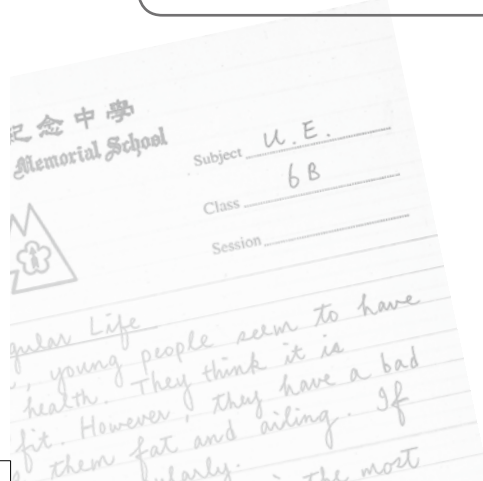 紀念中學
Memorial School
Subject U.E.
Class 6B
Session
gular Life
, young people seem to have
health. They think it is
fit. However, they have a bad
them fat and ailing. If
ularly.
the most